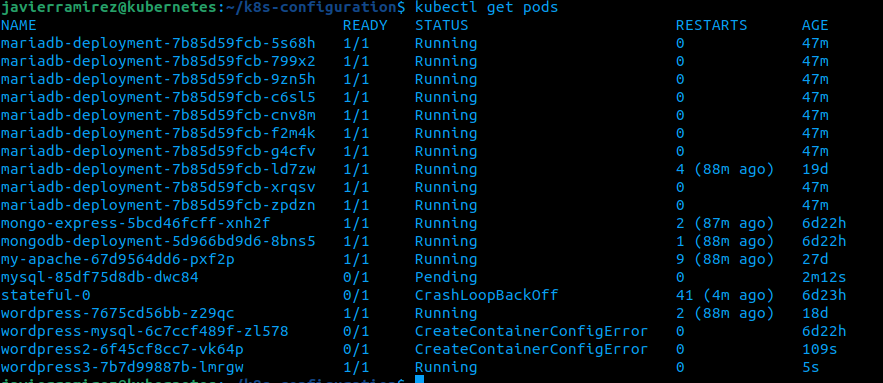 javierramirez@kubernetes:~/k8s-configuration$ kubectl get pods
NAME READY STATUS RESTARTS AGE
mariadb-deployment-7b85d59fcb-5s68h 1/1 Running 0 47m
mariadb-deployment-7b85d59fcb-799x2 1/1 Running 0 47m
mariadb-deployment-7b85d59fcb-9zn5h 1/1 Running 0 47m
mariadb-deployment-7b85d59fcb-c6sl5 1/1 Running 0 47m
mariadb-deployment-7b85d59fcb-cnv8m 1/1 Running 0 47m
mariadb-deployment-7b85d59fcb-f2m4k 1/1 Running 0 47m
mariadb-deployment-7b85d59fcb-g4cfv 1/1 Running 0 47m
mariadb-deployment-7b85d59fcb-ld7zw 1/1 Running 4 (88m ago) 19d
mariadb-deployment-7b85d59fcb-xrqsv 1/1 Running 0 47m
mariadb-deployment-7b85d59fcb-zpdzn 1/1 Running 0 47m
mongo-express-5bcd46fcff-xnh2f 1/1 Running 2 (87m ago) 6d22h
mongodb-deployment-5d966bd9d6-8bns5 1/1 Running 1 (88m ago) 6d22h
my-apache-67d9564dd6-pxf2p 1/1 Running 9 (88m ago) 27d
mysql-85df75d8db-dwc84 0/1 Pending 0 2m12s
stateful-0 0/1 CrashLoopBackOff 41 (4m ago) 6d23h
wordpress-7675cd56bb-z29qc 1/1 Running 2 (88m ago) 18d
wordpress-mysql-6c7ccf489f-zl578 0/1 CreateContainerConfigError 0 6d22h
wordpress2-6f45cf8cc7-vk64p 0/1 CreateContainerConfigError 0 109s
wordpress3-7b7d99887b-lmrgw 1/1 Running 0 5s
javierramirez@kubernetes:~/k8s-configuration$